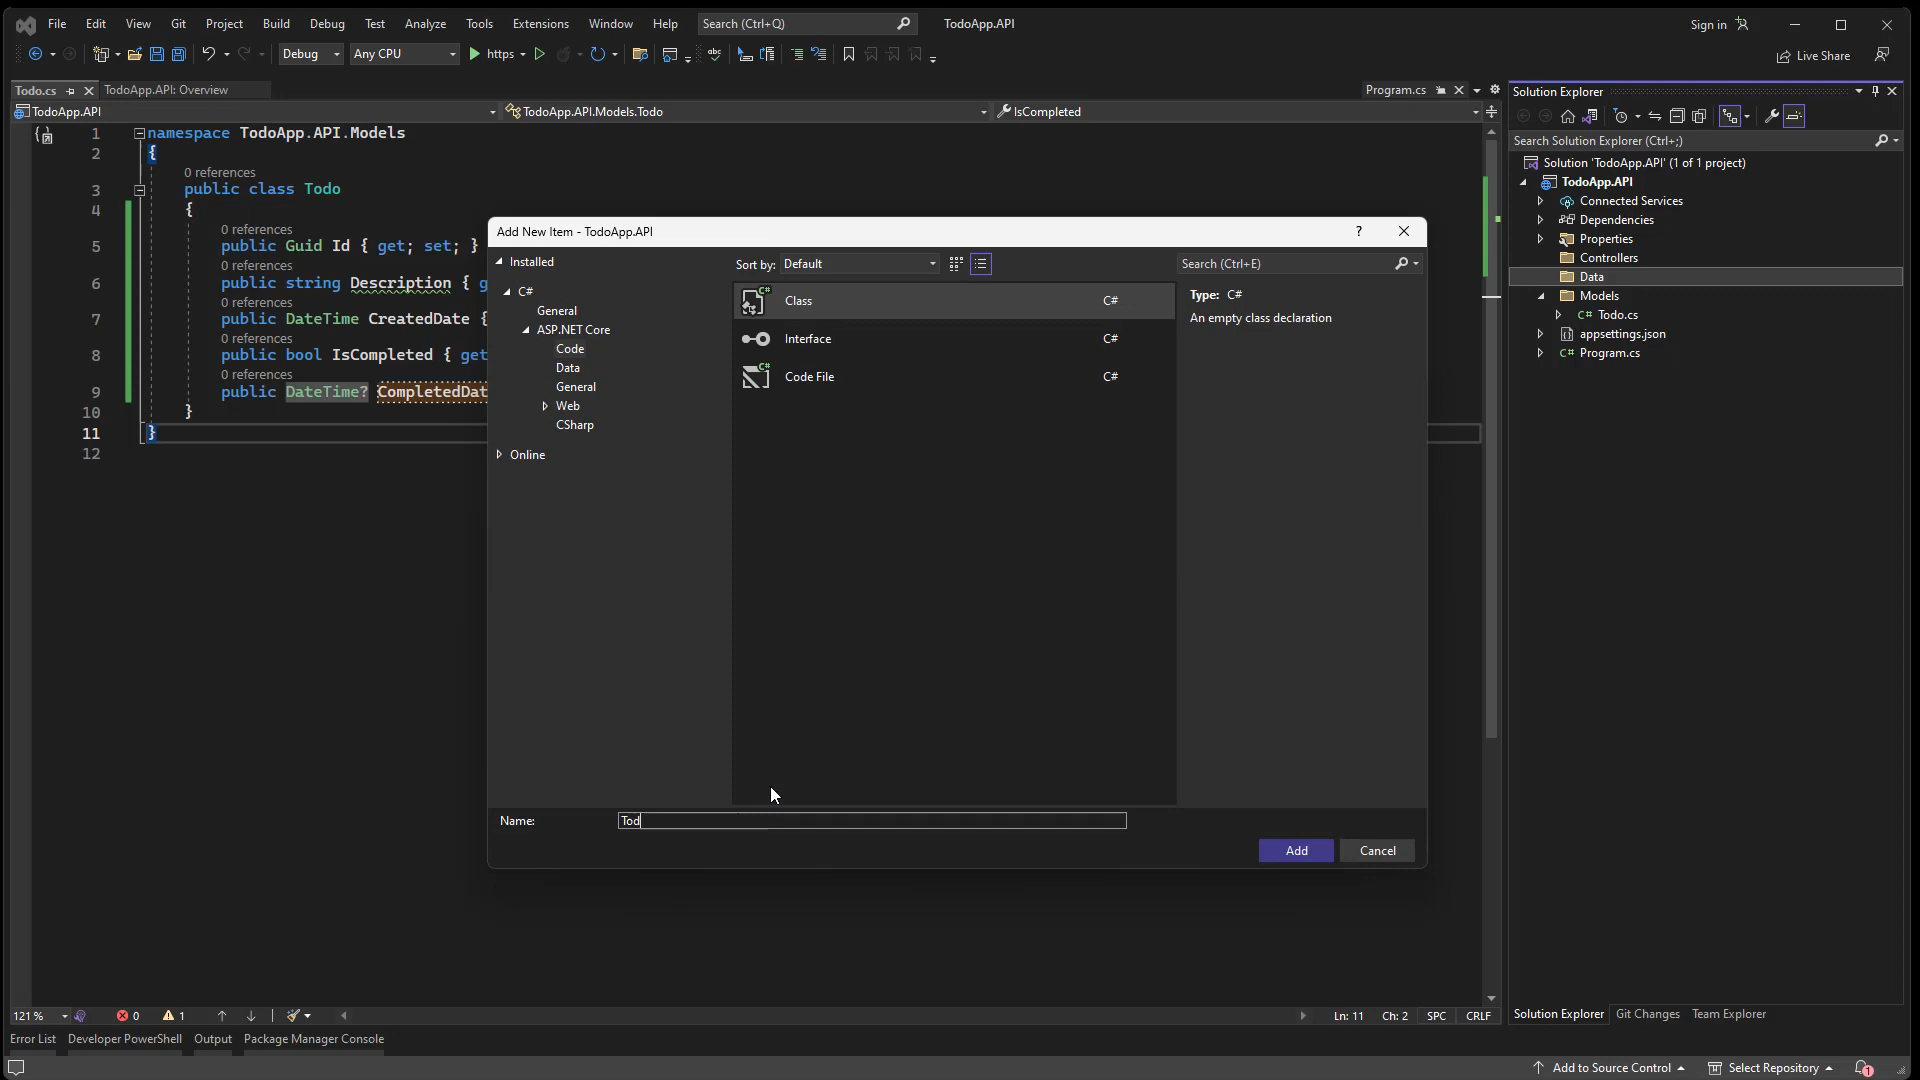 File Edit View Git Project Build Debug Test Analyze Tools Extensions Window Help Search (Ctrl+Q) TodoApp.API Sign in
Debug Any CPU https Live Share
Todo.cs TodoApp.API: Overview Program.cs
TodoApp.API TodoApp.API.Models.Todo IsCompleted
1 namespace TodoApp.API.Models
2 {
0 references
3 public class Todo
4 {
0 references
5 public Guid Id { get; set; }
0 references
6 public string Description { g
0 references
7 public DateTime CreatedDate {
0 references
8 public bool IsCompleted { get
0 references
9 public DateTime? CompletedDat
10 }
11 }
12
Add New Item - TodoApp.API ?
Installed
C#
General
ASP.NET Core
Code
Data
General
Web
CSharp
Online
Sort by: Default
Search (Ctrl+E)
Class C#
Interface C#
Code File C#
Type: C#
An empty class declaration
Name: Tod
Add Cancel
Solution Explorer
Search Solution Explorer (Ctrl+;)
Solution 'TodoApp.API' (1 of 1 project)
TodoApp.API
Connected Services
Dependencies
Properties
Controllers
Data
Models
C# Todo.cs
appsettings.json
C# Program.cs
121 % 0 1 Ln: 11 Ch: 2 SPC CRLF
Solution Explorer Git Changes Team Explorer
Error List Developer PowerShell Output Package Manager Console
Add to Source Control Select Repository 1